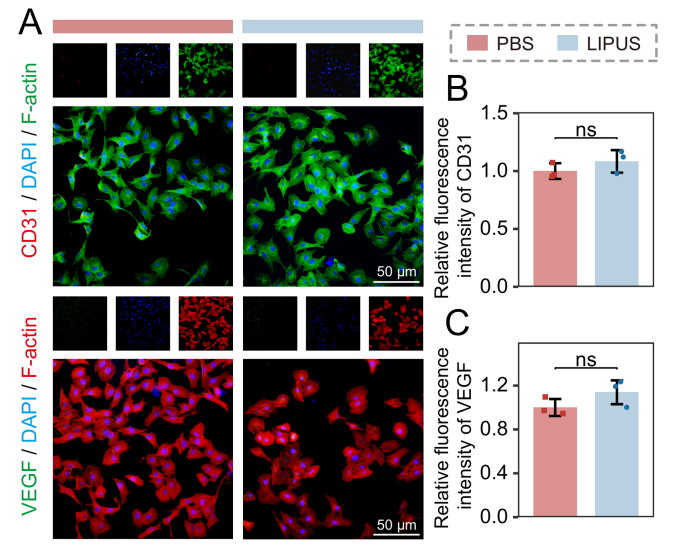 A
PBS
LIPUS
CD31 / DAPI / F-actin
50 μm
VEGF / DAPI / F-actin
50 μm
B
Relative fluorescence
intensity of CD31
1.5
1.0
0.5
0.0
ns
C
Relative fluorescence
intensity of VEGF
1.2
0.8
0.4
0.0
ns